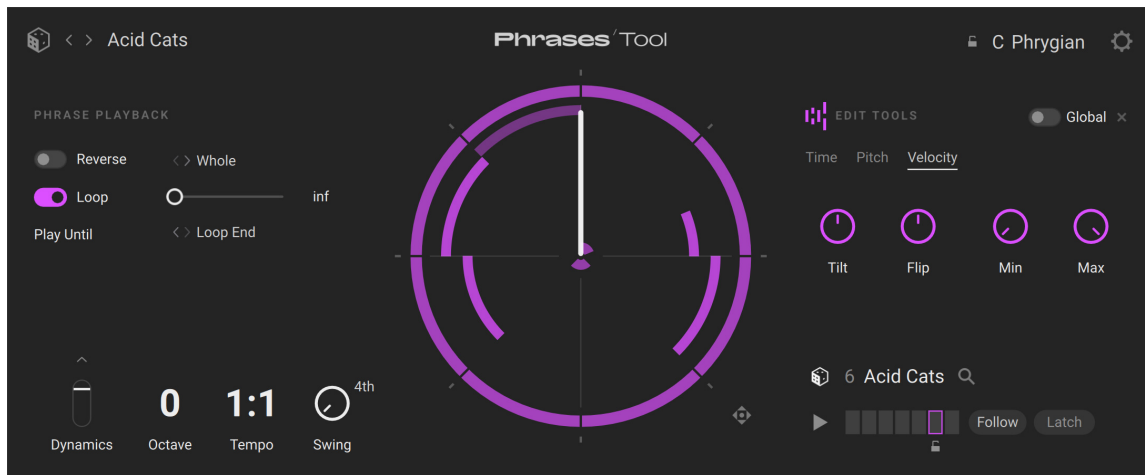 Acid Cats
Phrases'Tool
C Phrygian
PHRASE PLAYBACK
Reverse
Whole
Loop
inf
Play Until
Loop End
EDIT TOOLS
Global
Time Pitch Velocity
Tilt Flip Min Max
0 1:1 4th
Dynamics Octave Tempo Swing
6 Acid Cats
Follow Latch